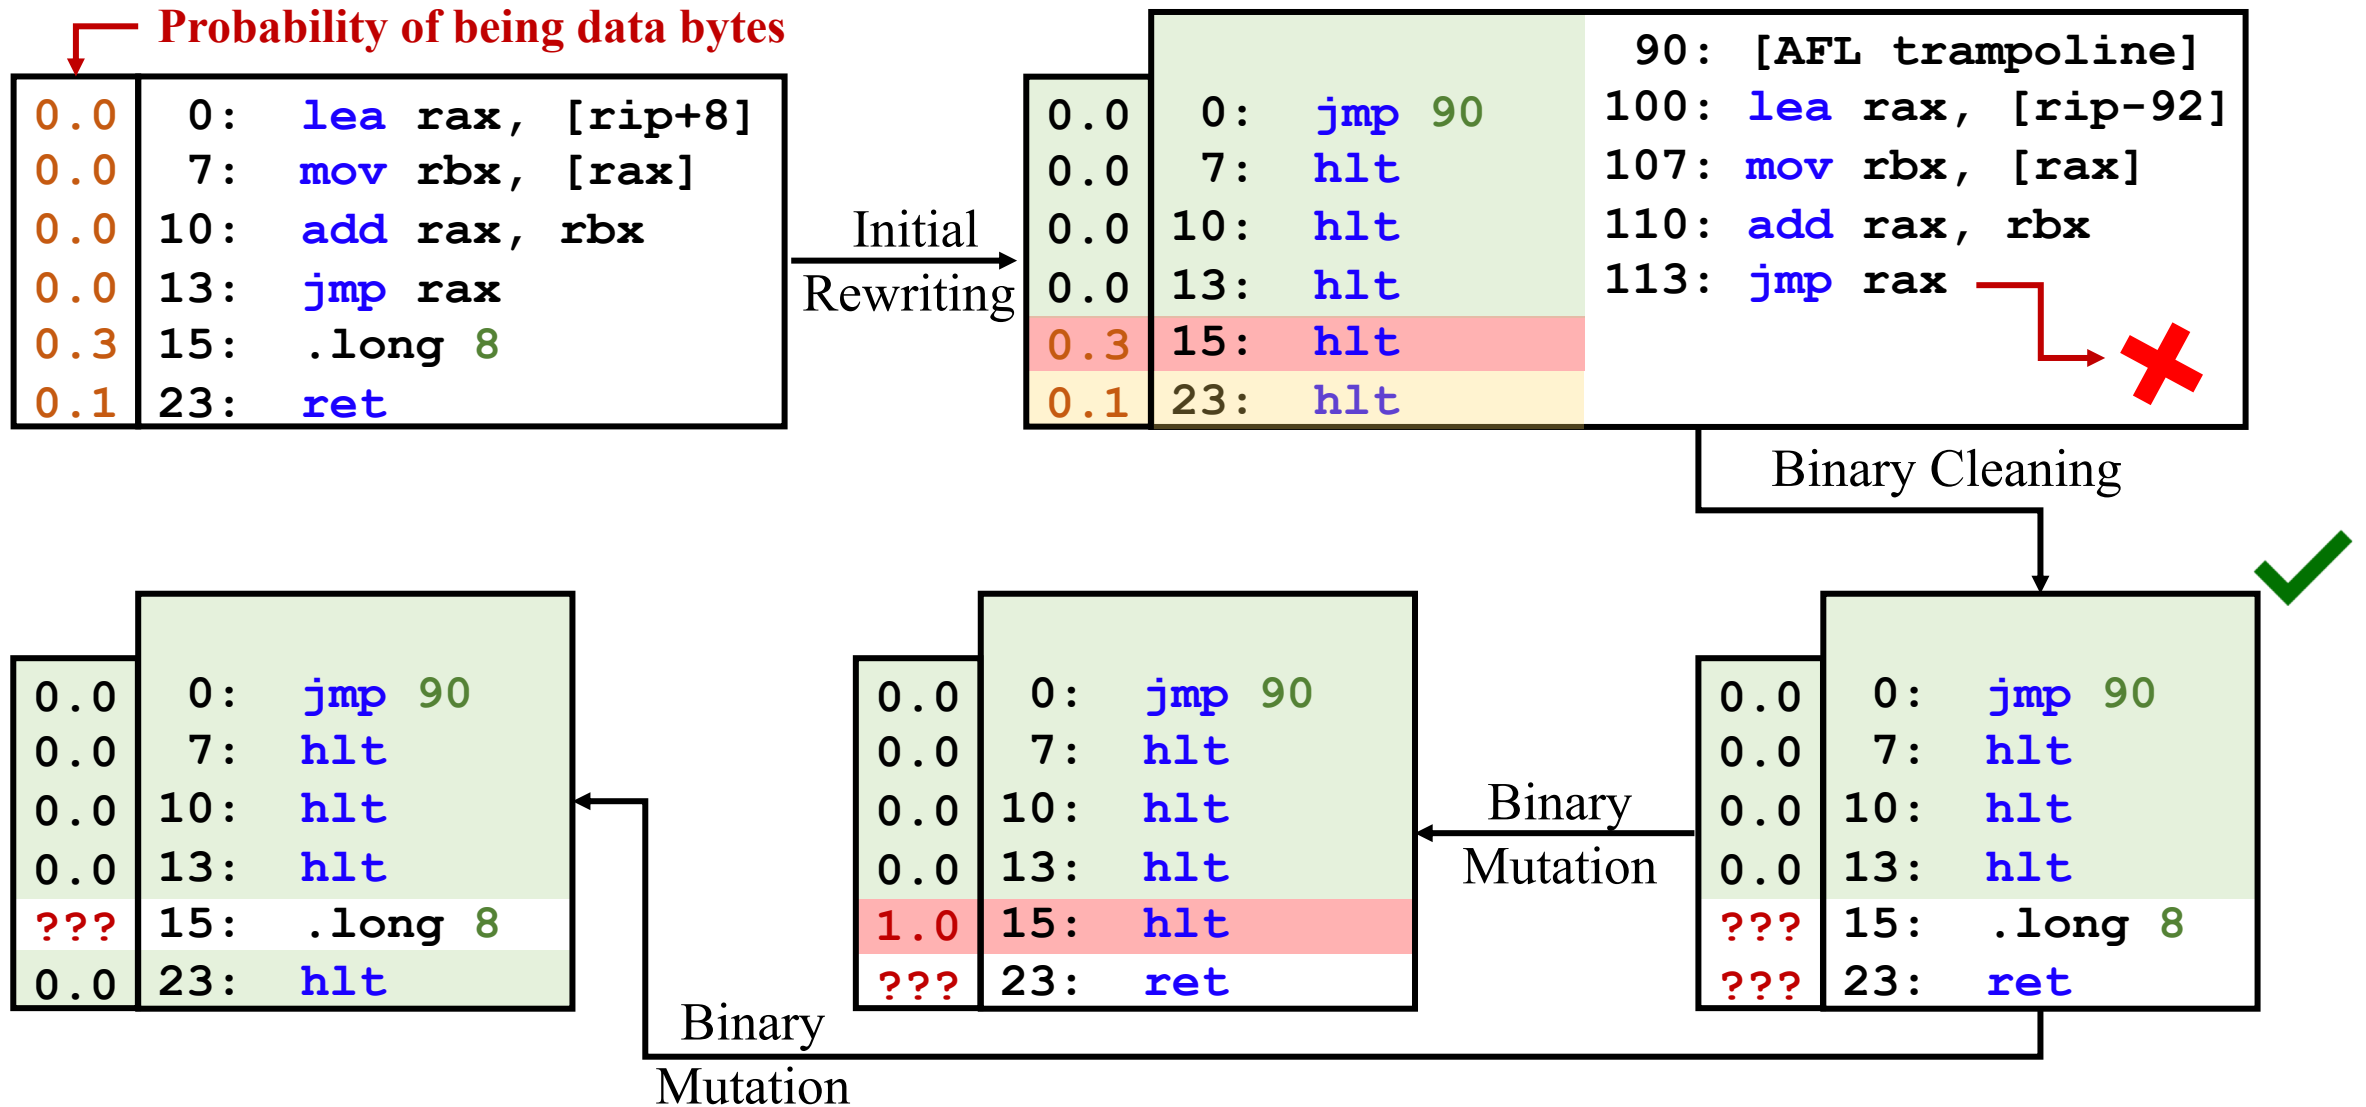 Probability of being data bytes
0.0 0: lea rax, [rip+8]
0.0 7: mov rbx, [rax]
0.0 10: add rax, rbx
0.0 13: jmp rax
0.3 15: .long 8
0.1 23: ret
Initial
Rewriting
0.0 0: jmp 90
0.0 7: hlt
0.0 10: hlt
0.0 13: hlt
0.3 15: hlt
0.1 23: hlt
90: [AFL trampoline]
100: lea rax, [rip-92]
107: mov rbx, [rax]
110: add rax, rbx
113: jmp rax
Binary Cleaning
0.0 0: jmp 90
0.0 7: hlt
0.0 10: hlt
0.0 13: hlt
??? 15: .long 8
??? 23: ret
Binary
Mutation
0.0 0: jmp 90
0.0 7: hlt
0.0 10: hlt
0.0 13: hlt
1.0 15: hlt
??? 23: ret
Binary
Mutation
0.0 0: jmp 90
0.0 7: hlt
0.0 10: hlt
0.0 13: hlt
??? 15: .long 8
0.0 23: hlt